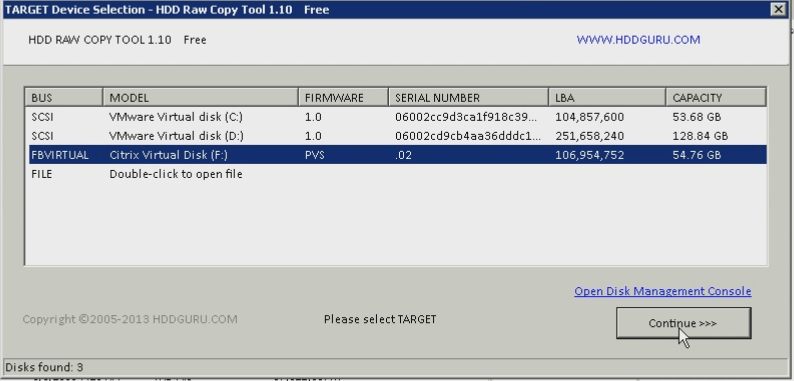 TARGET Device Selection - HDD Raw Copy Tool 1.10 Free
HDD RAW COPY TOOL 1.10 Free WWW.HDDGURU.COM
BUS MODEL FIRMWARE SERIAL NUMBER LBA CAPACITY
SCSI VMware Virtual disk (C:) 1.0 06002cc9d3ca1f918c39... 104,857,600 53.68 GB
SCSI VMware Virtual disk (D:) 1.0 06002cd9cb4aa36dddc1... 251,658,240 128.84 GB
FBVIRTUAL Citrix Virtual Disk (F:) PVS .02 106,954,752 54.76 GB
FILE Double-click to open file
Open Disk Management Console
Copyright ©2005-2013 HDDGURU.COM Please select TARGET Continue >>>
Disks found: 3